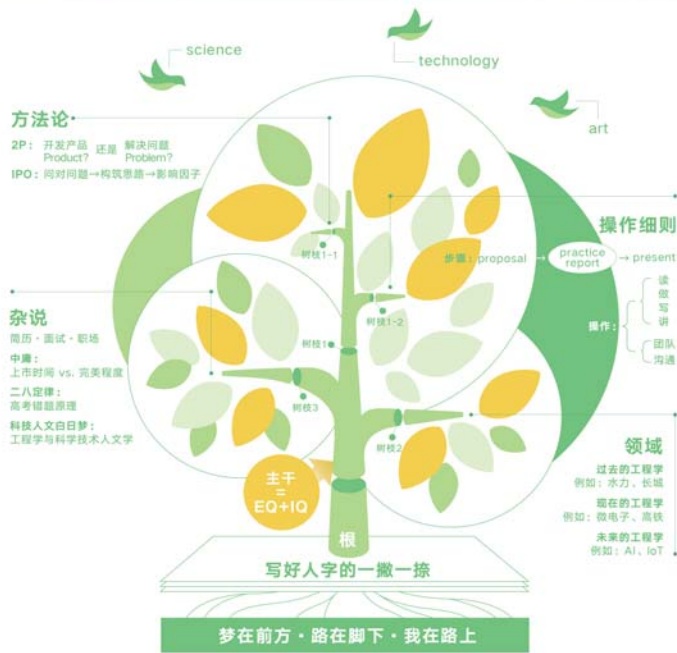 science
technology
art
方法论
2P： 开发产品 还是 解决问题
Product? Problem?
IPO： 问对问题→构筑思路→影响因子
操作细则
步骤：proposal → practice report → present
操作：
读
做
写
讲
团队
沟通
树枝1-1
树枝1-2
树枝1
树枝3
树枝2
杂说
简历·面试·职场
中庸：
上市时间 vs. 完美程度
二八定律：
高考错题原理
科技人文白日梦：
工程学与科学技术人文学
领域
过去的工程学
例如：水力、长城
现在的工程学
例如：微电子、高铁
未来的工程学
例如：AI、IoT
主干
=
EQ+IQ
根
写好人字的一撇一捺
梦在前方·路在脚下·我在路上